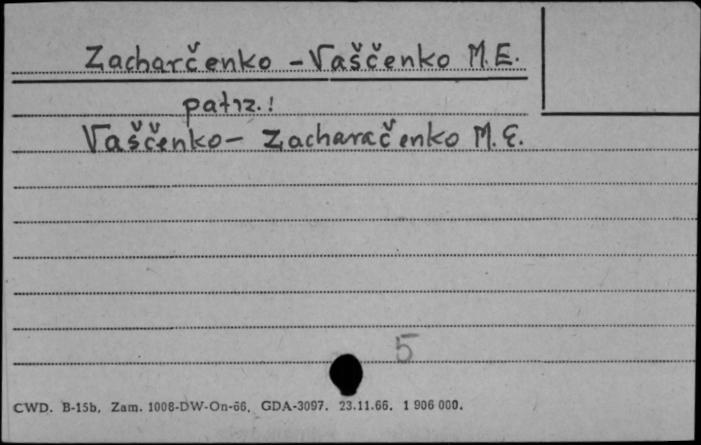 Zacharčenko - Vaščenko M.E.
patrz.!
Vaščenko - Zacharačenko M.E.
5
CWD. B-15b, Zam. 1008-DW-On-66, GDA-3097. 23.11.66. 1 906 000.